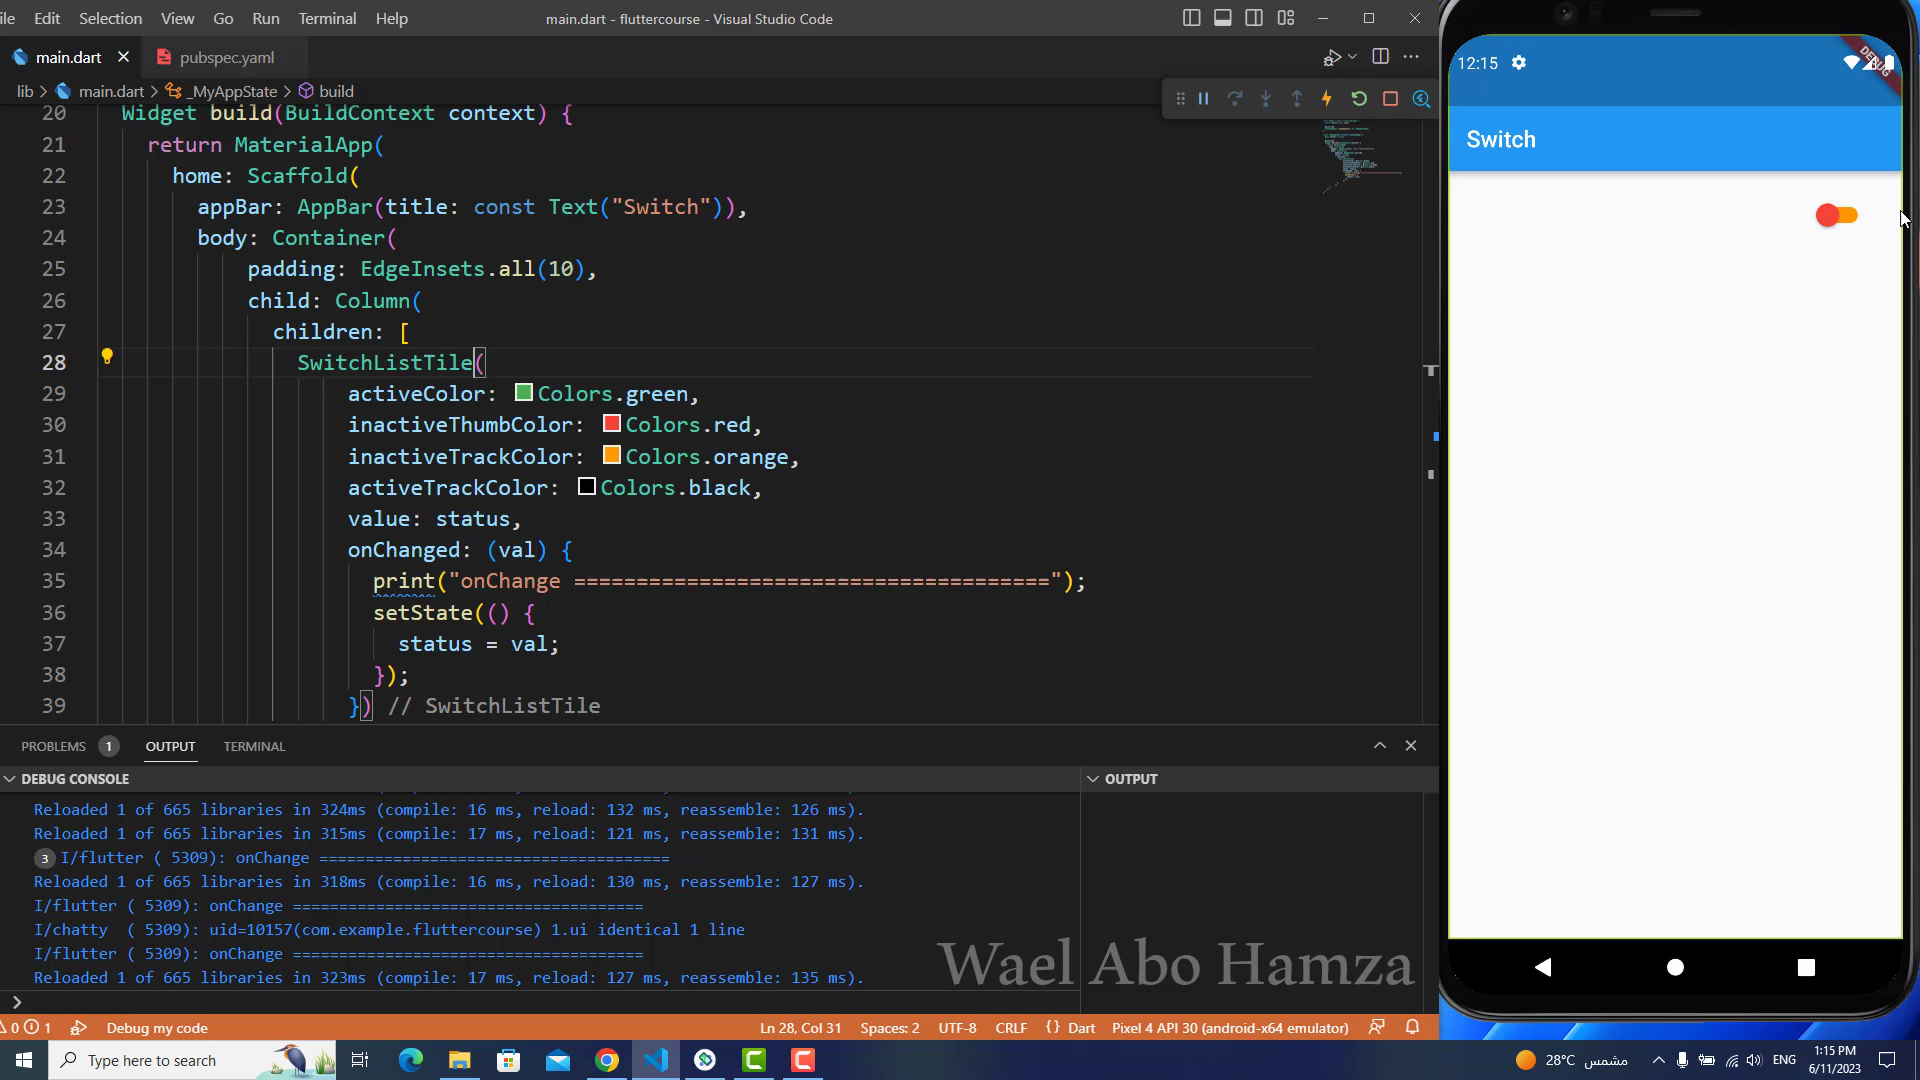 ile Edit Selection View Go Run Terminal Help
main.dart - fluttercourse - Visual Studio Code
main.dart
pubspec.yaml
lib > main.dart > _MyAppState > build
20 Widget build(BuildContext context) {
21 return MaterialApp(
22 home: Scaffold(
23 appBar: AppBar(title: const Text("Switch")),
24 body: Container(
25 padding: EdgeInsets.all(10),
26 child: Column(
27 children: [
28 SwitchListTile(
29 activeColor: Colors.green,
30 inactiveThumbColor: Colors.red,
31 inactiveTrackColor: Colors.orange,
32 activeTrackColor: Colors.black,
33 value: status,
34 onChanged: (val) {
35 print("onChange ======================================");
36 setState(() {
37 status = val;
38 });
39 }) // SwitchListTile
PROBLEMS 1 OUTPUT TERMINAL
DEBUG CONSOLE
OUTPUT
Reloaded 1 of 665 libraries in 324ms (compile: 16 ms, reload: 132 ms, reassemble: 126 ms).
Reloaded 1 of 665 libraries in 315ms (compile: 17 ms, reload: 121 ms, reassemble: 131 ms).
3 I/flutter ( 5309): onChange ======================================
Reloaded 1 of 665 libraries in 318ms (compile: 16 ms, reload: 130 ms, reassemble: 127 ms).
I/flutter ( 5309): onChange ======================================
I/chatty ( 5309): uid=10157(com.example.fluttercourse) 1.ui identical 1 line
I/flutter ( 5309): onChange ======================================
Reloaded 1 of 665 libraries in 323ms (compile: 17 ms, reload: 127 ms, reassemble: 135 ms).
Wael Abo Hamza
0 1 Debug my code
Ln 28, Col 31 Spaces: 2 UTF-8 CRLF {} Dart Pixel 4 API 30 (android-x64 emulator)
Type here to search
28°C مشمس
ENG
1:15 PM
6/11/2023
12:15
DEBUG
Switch